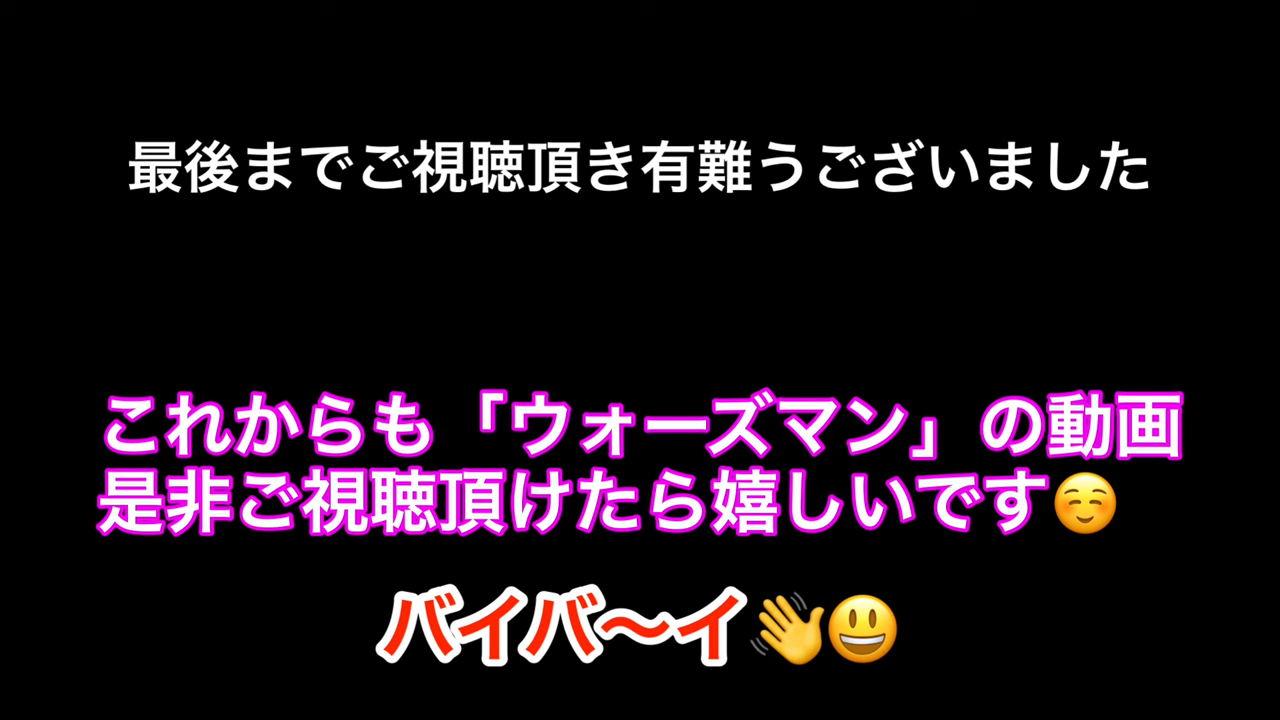 最後までご視聴頂き有難うございました
これからも「ウォーズマン」の動画
是非ご視聴頂けたら嬉しいです☺️
バイバ〜イ👋😃